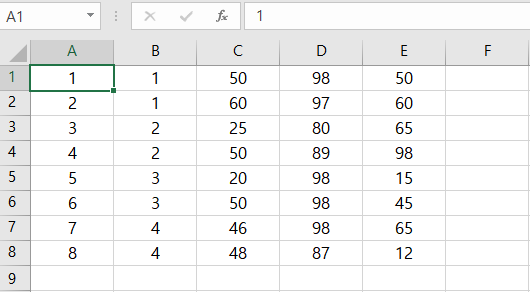 A1 fx 1
A B C D E F
1 1 1 50 98 50
2 2 1 60 97 60
3 3 2 25 80 65
4 4 2 50 89 98
5 5 3 20 98 15
6 6 3 50 98 45
7 7 4 46 98 65
8 8 4 48 87 12
9